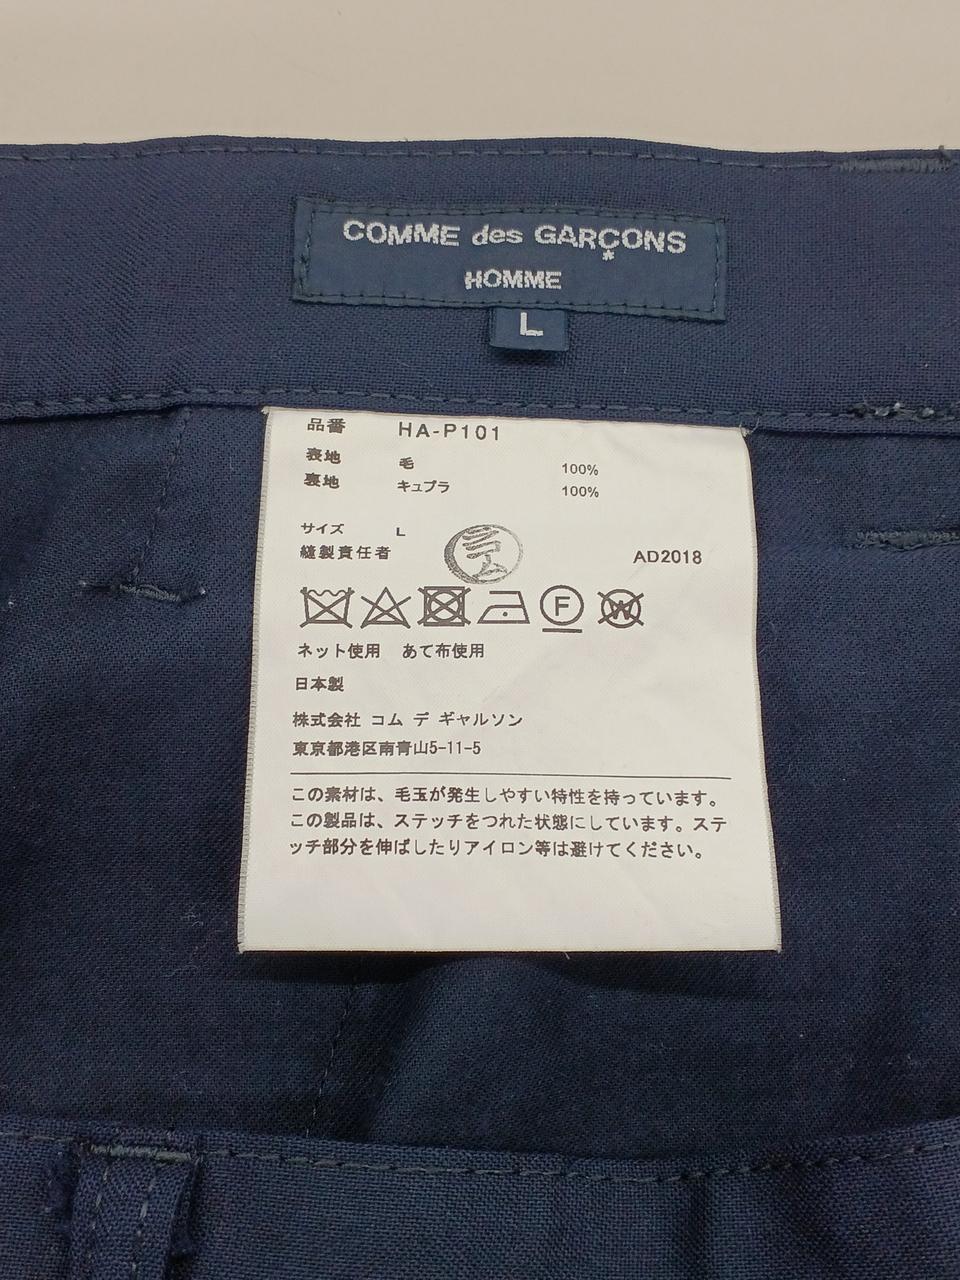 COMME des GARÇONS
HOMME
L
品番 HA-P101
表地 毛 100%
裏地 キュプラ 100%
サイズ L
縫製責任者 コム AD2018
F W
ネット使用 あて布使用
日本製
株式会社 コム デ ギャルソン
東京都港区南青山5-11-5
この素材は、毛玉が発生しやすい特性を持っています。
この製品は、ステッチをつれた状態にしています。ステ
ッチ部分を伸ばしたりアイロン等は避けてください。